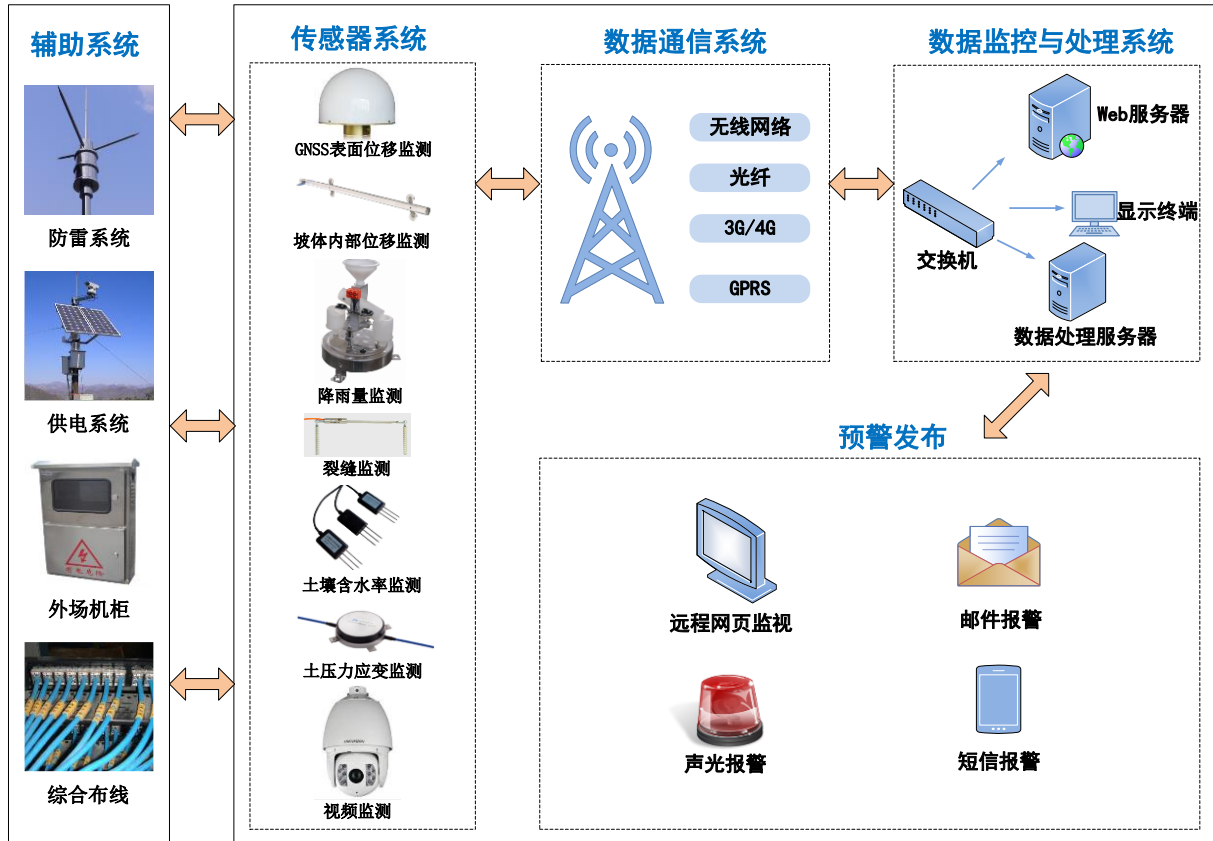 辅助系统
防雷系统
供电系统
外场机柜
综合布线
传感器系统
GNSS表面位移监测
坡体内部位移监测
降雨量监测
裂缝监测
土壤含水率监测
土压力应变监测
视频监测
数据通信系统
无线网络
光纤
3G/4G
GPRS
数据监控与处理系统
Web服务器
显示终端
交换机
数据处理服务器
预警发布
远程网页监视
邮件报警
声光报警
短信报警